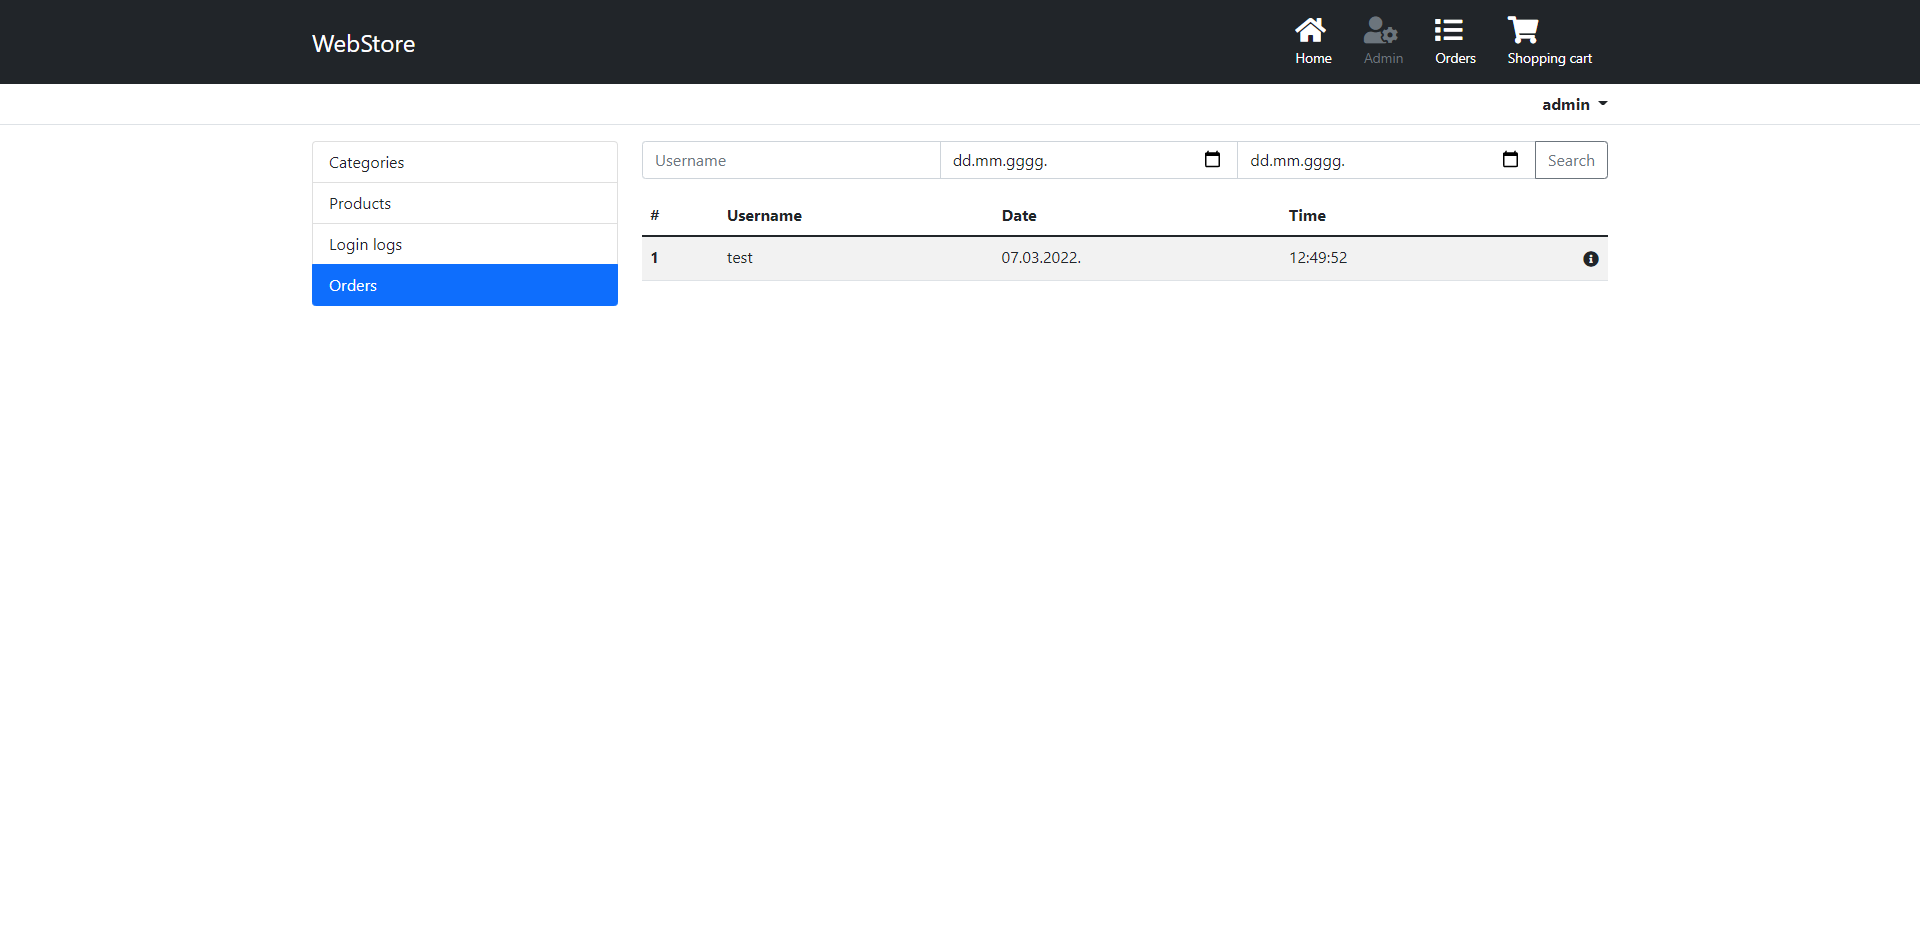 WebStore
Home Admin Orders Shopping cart
admin
Categories
Products
Login logs
Orders
Username dd.mm.gggg. dd.mm.gggg. Search
# Username Date Time
1 test 07.03.2022. 12:49:52